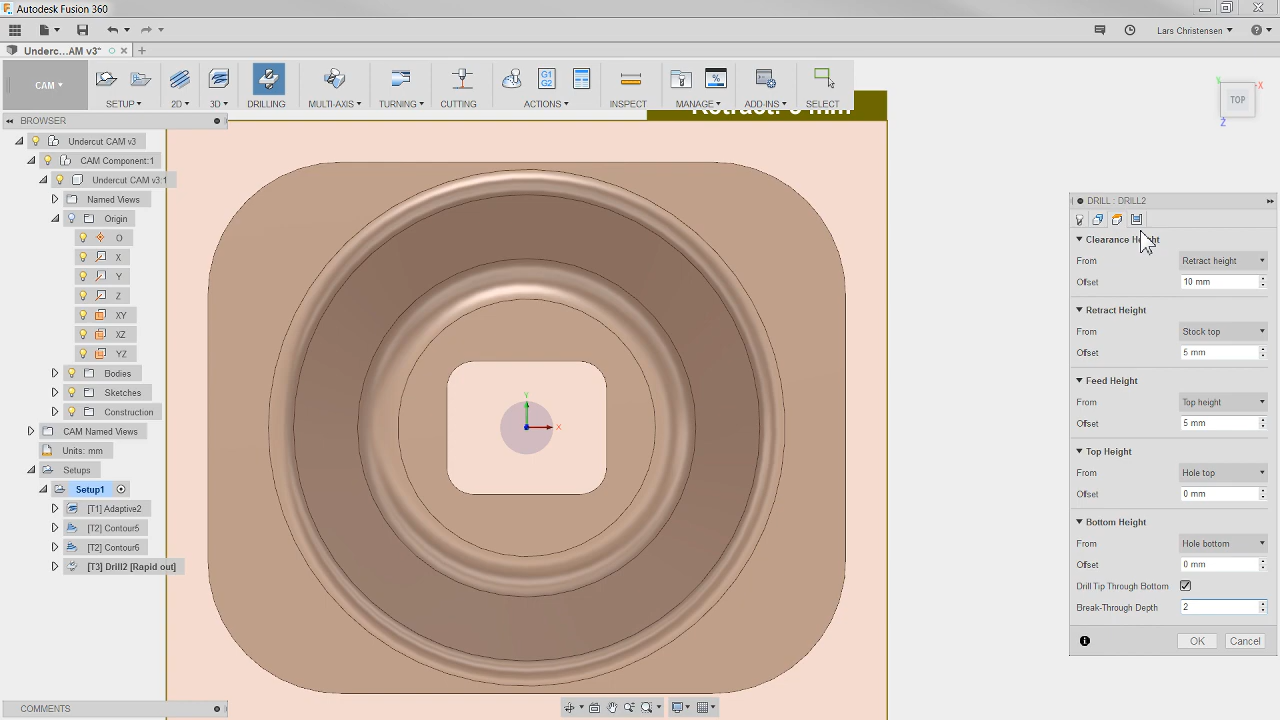 Autodesk Fusion 360
Lars Christensen
Underc...AM v3*
CAM
SETUP
2D
3D
DRILLING
MULTI-AXIS
TURNING
CUTTING
G1
G2
ACTIONS
INSPECT
MANAGE
ADD-INS
SELECT
Retract: 5 mm
BROWSER
Undercut CAM v3
CAM Component:1
Undercut CAM v3:1
Named Views
Origin
O
X
Y
Z
XY
XZ
YZ
Bodies
Sketches
Construction
CAM Named Views
Units: mm
Setups
Setup1
[T1] Adaptive2
[T2] Contour5
[T2] Contour6
[T3] Drill2 [Rapid out]
Y
X
Y
X
TOP
Z
DRILL : DRILL2
Clearance Height
From Retract height
Offset 10 mm
Retract Height
From Stock top
Offset 5 mm
Feed Height
From Top height
Offset 5 mm
Top Height
From Hole top
Offset 0 mm
Bottom Height
From Hole bottom
Offset 0 mm
Drill Tip Through Bottom
Break-Through Depth 2
OK Cancel
COMMENTS